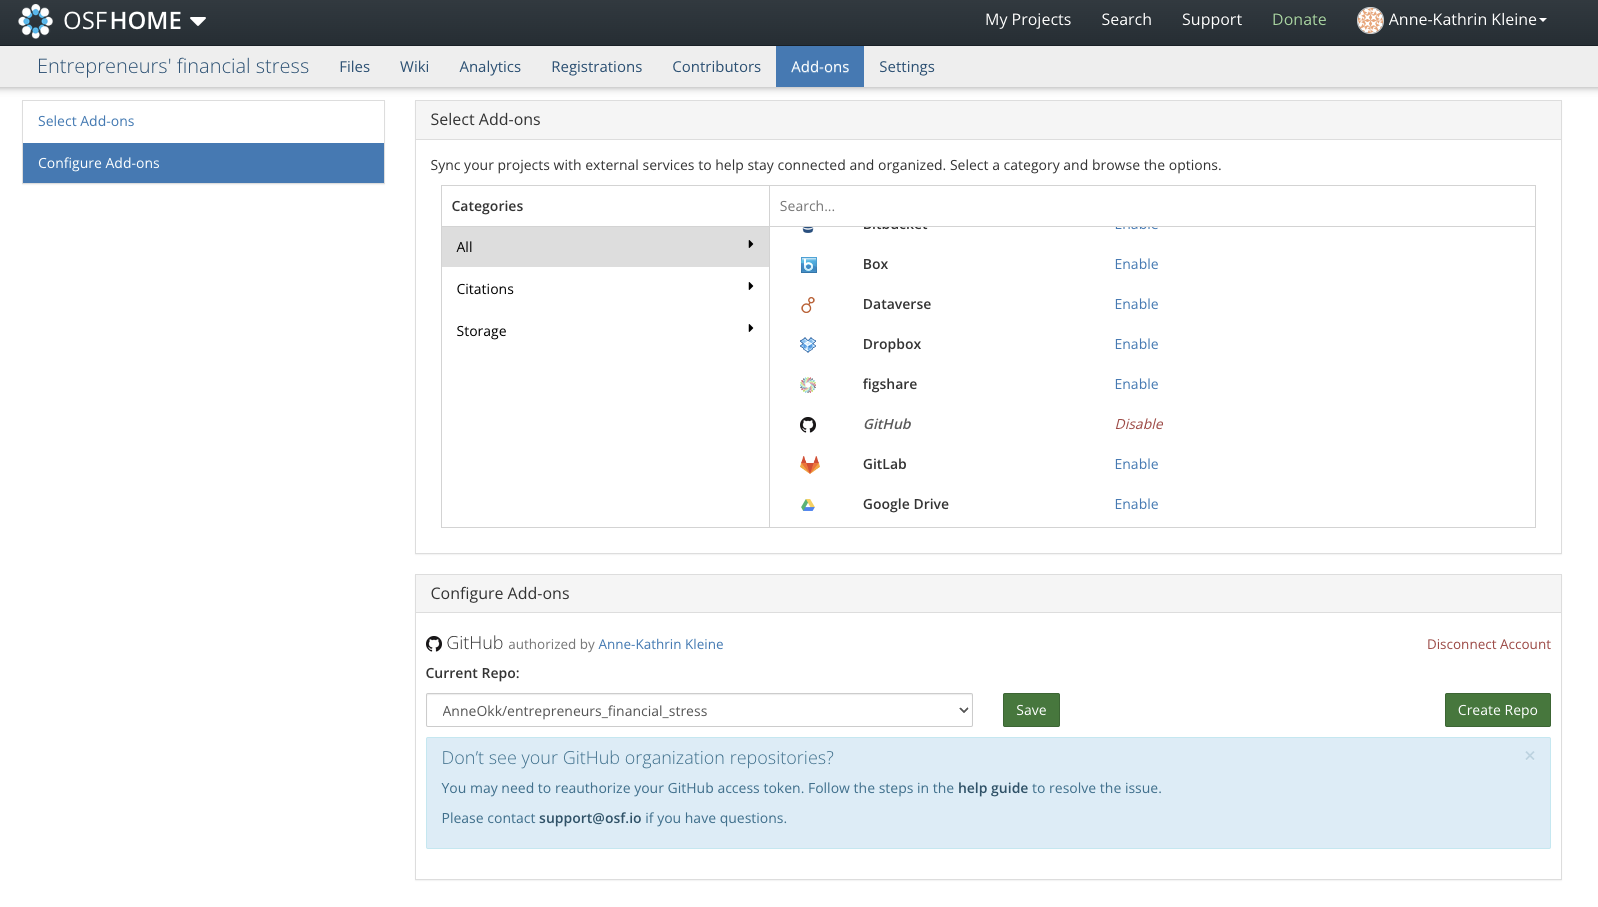 OSFHOME
My Projects
Search
Support
Donate
Anne-Kathrin Kleine
Entrepreneurs' financial stress
Files
Wiki
Analytics
Registrations
Contributors
Add-ons
Settings
Select Add-ons
Configure Add-ons
Select Add-ons
Sync your projects with external services to help stay connected and organized. Select a category and browse the options.
Categories
Search...
All
Citations
Storage
Bitbucket Enable
Box Enable
Dataverse Enable
Dropbox Enable
figshare Enable
GitHub Disable
GitLab Enable
Google Drive Enable
Configure Add-ons
GitHub authorized by Anne-Kathrin Kleine
Disconnect Account
Current Repo:
AnneOkk/entrepreneurs_financial_stress
Save
Create Repo
Don't see your GitHub organization repositories?
×
You may need to reauthorize your GitHub access token. Follow the steps in the help guide to resolve the issue.
Please contact support@osf.io if you have questions.